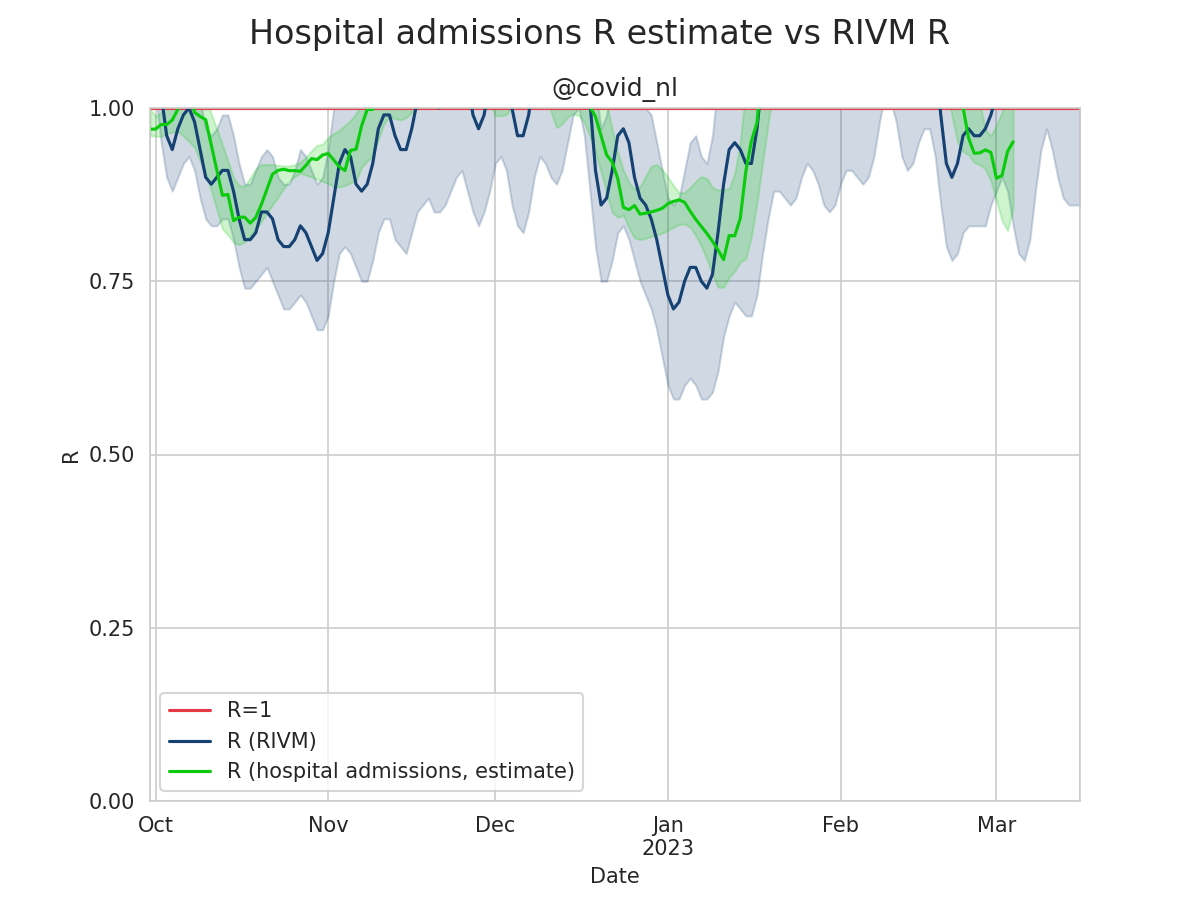 Hospital admissions R estimate vs RIVM R
@covid_nl
1.00
0.75
0.50
0.25
0.00
R
R=1
R (RIVM)
R (hospital admissions, estimate)
Oct Nov Dec Jan Feb Mar
2023
Date